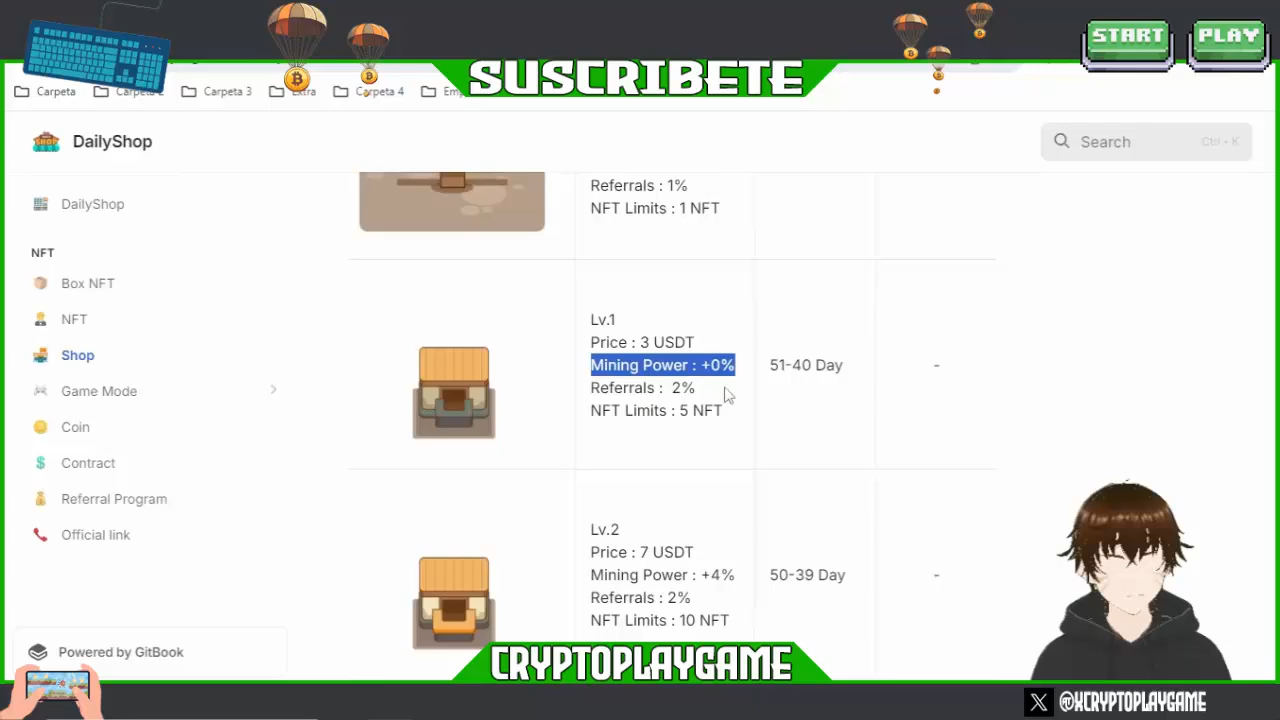 START
PLAY
SUSCRIBETE
Carpeta
Carpeta 2
Carpeta 3
Extra
Carpeta 4
DailyShop
Search
Ctrl + K
DailyShop
NFT
Box NFT
NFT
Shop
Game Mode
Coin
Contract
Referral Program
Official link
Powered by GitBook
Referrals : 1%
NFT Limits : 1 NFT
Lv.1
Price : 3 USDT
Mining Power : +0%
Referrals : 2%
NFT Limits : 5 NFT
51-40 Day
-
Lv.2
Price : 7 USDT
Mining Power : +4%
Referrals : 2%
NFT Limits : 10 NFT
50-39 Day
-
CRYPTOPLAYGAME
@XCRYPTOPLAYGAME